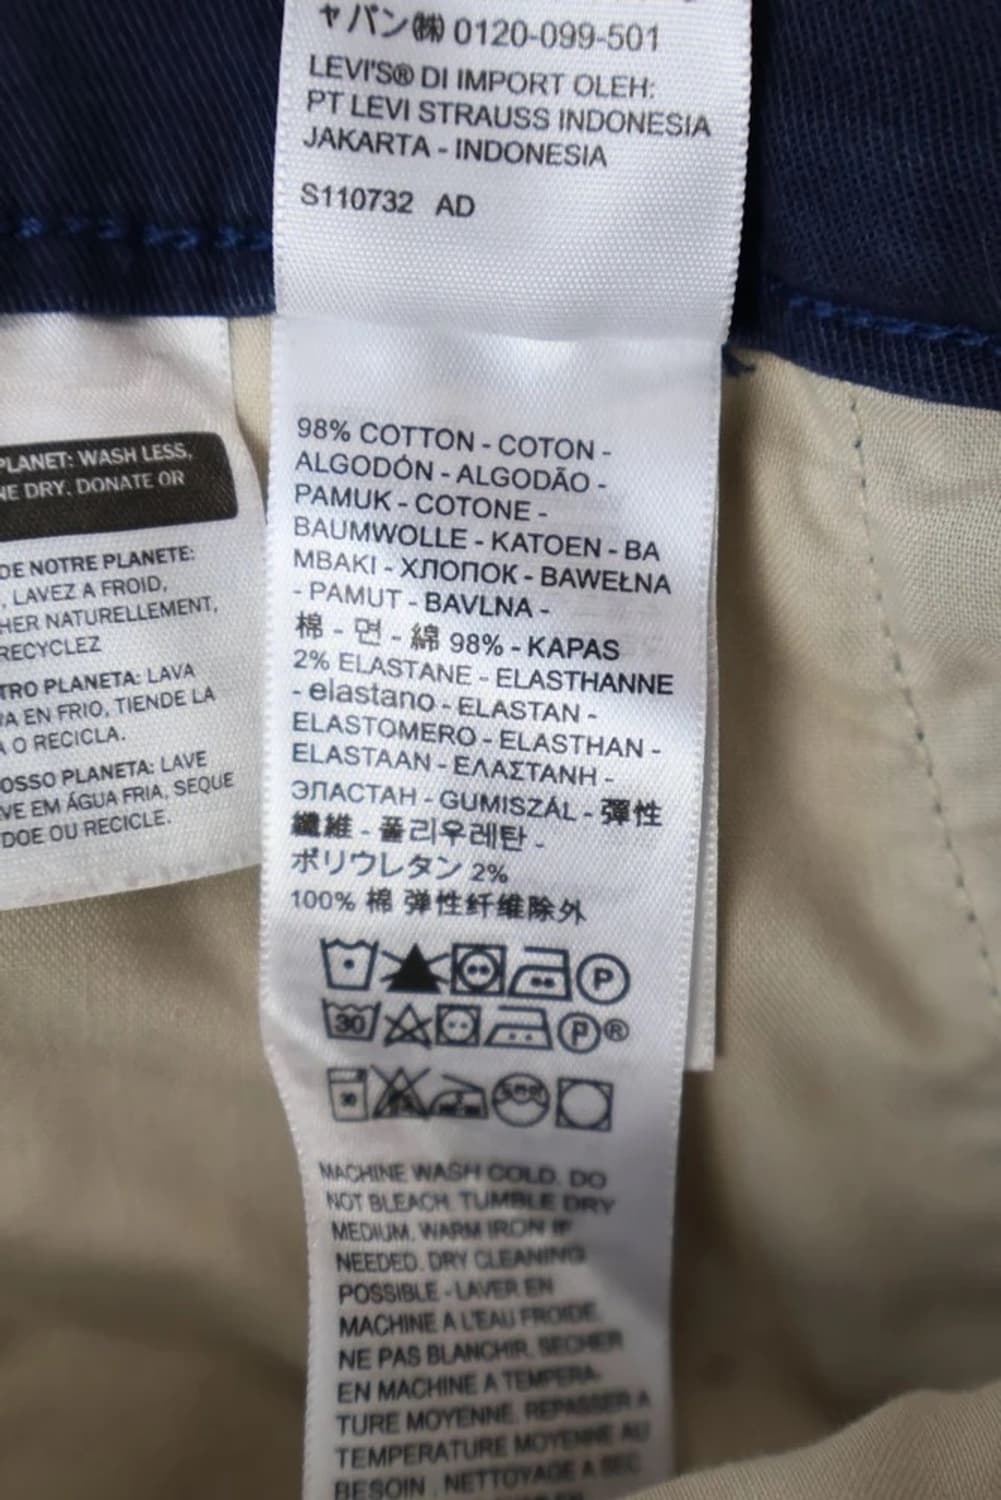 ャパン㈱ 0120-099-501
LEVI'S® DI IMPORT OLEH:
PT LEVI STRAUSS INDONESIA
JAKARTA - INDONESIA
S110732 AD
98% COTTON - COTON -
ALGODÓN - ALGODÃO -
PAMUK - COTONE -
BAUMWOLLE - KATOEN - BA
MBAKI - ХЛОПОК - BAWEŁNA
- PAMUT - BAVLNA -
棉 - 면 - 綿 98% - KAPAS
2% ELASTANE - ELASTHANNE
- elastano - ELASTAN -
ELASTOMERO - ELASTHAN -
ELASTAAN - ΕΛΑΣΤΑΝΗ -
ЭЛАСТАН - GUMISZÁL - 彈性
纖維 - 폴리우레탄 -
ポリウレタン 2%
100% 棉 弹性纤维除外
30
MACHINE WASH COLD. DO
NOT BLEACH. TUMBLE DRY
MEDIUM. WARM IRON IF
NEEDED. DRY CLEANING
POSSIBLE - LAVER EN
MACHINE A L'EAU FROIDE.
NE PAS BLANCHIR. SECHER
EN MACHINE A TEMPERA-
TURE MOYENNE. REPASSER A
TEMPERATURE MOYENNE AU
BESOIN . NETTOYAGE A SEC
PLANET: WASH LESS,
NE DRY, DONATE OR
DE NOTRE PLANETE:
, LAVEZ A FROID,
HER NATURELLEMENT,
RECYCLEZ
TRO PLANETA: LAVA
A EN FRIO, TIENDE LA
A O RECICLA.
OSSO PLANETA: LAVE
VE EM ÁGUA FRIA, SEQUE
DOE OU RECICLE.